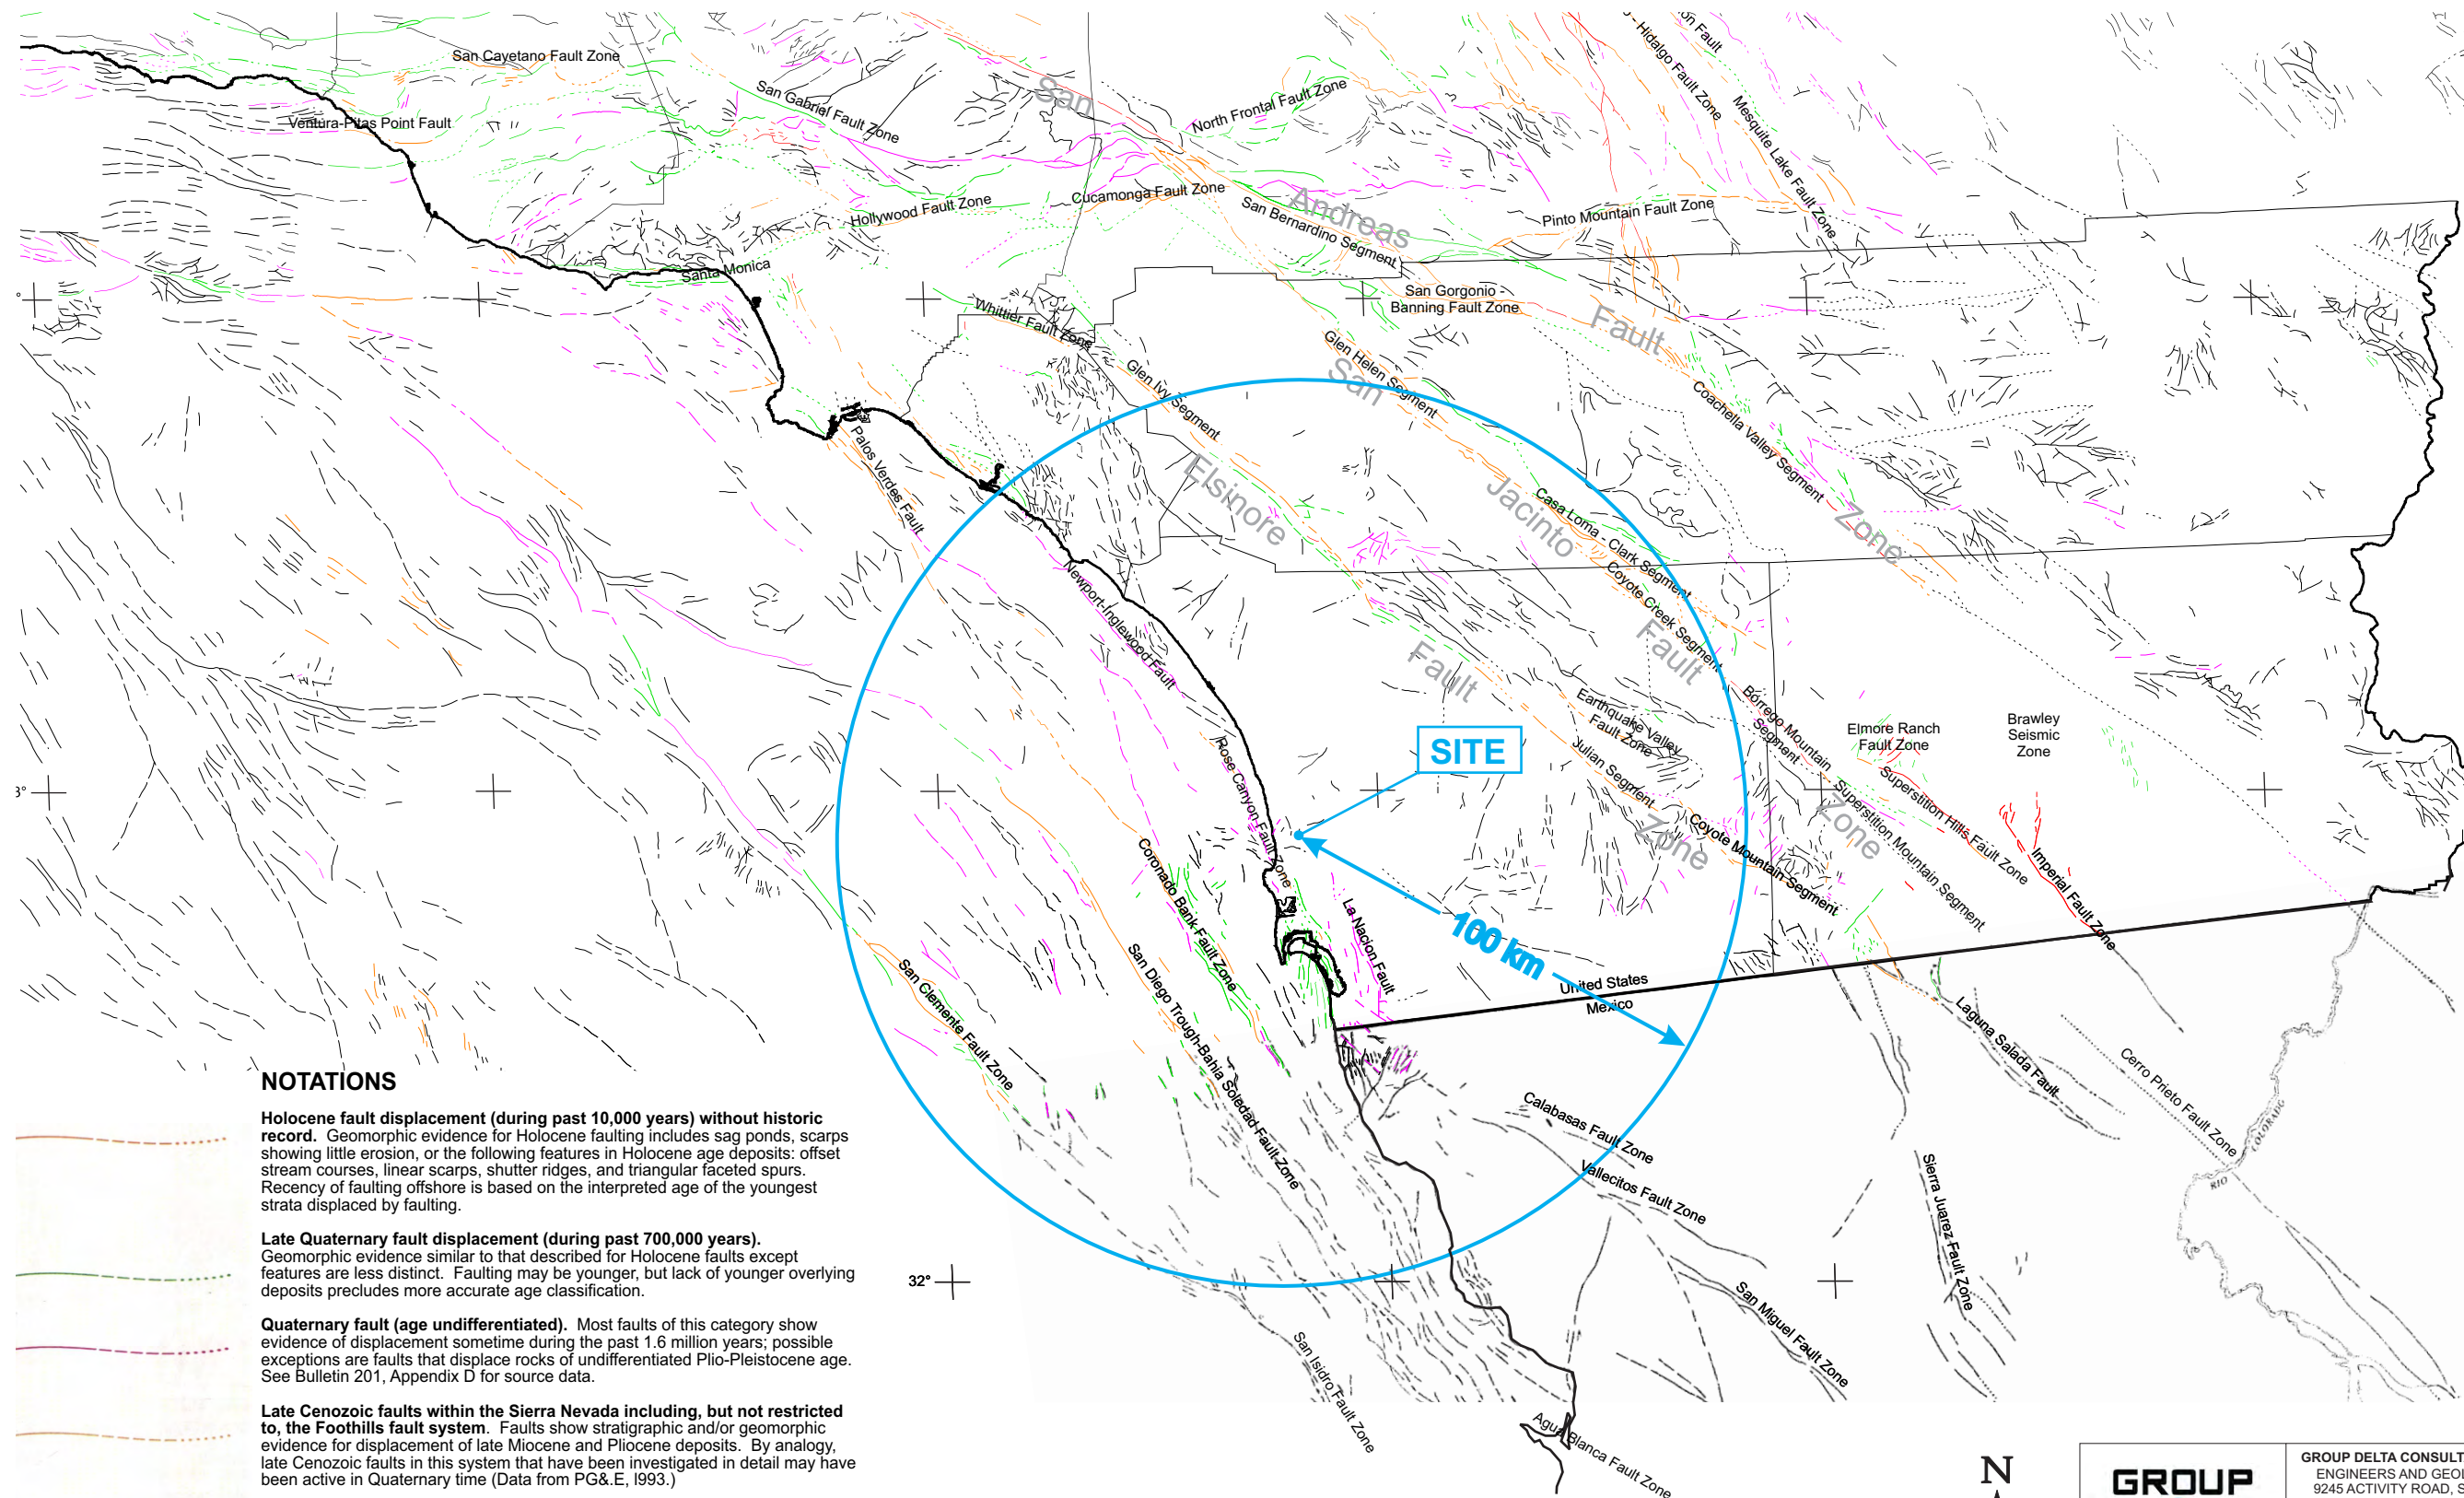 San Cayetano Fault Zone
Ventura-Pitas Point Fault
San Gabriel Fault Zone
San
North Frontal Fault Zone
- Hidalgo Fault Zone
on Fault
Mesquite Lake Fault Zone
Hollywood Fault Zone
Cucamonga Fault Zone
Andreas
San Bernardino Segment
Pinto Mountain Fault Zone
Santa Monica
Whittier Fault Zone
San Gorgonio -
Banning Fault Zone
Fault
Glen Ivy Segment
Glen Helen Segment
San
Coachella Valley Segment
Palos Verdes Fault
Elsinore
Jacinto
Casa Loma - Clark Segment
Zone
Newport-Inglewood Fault
Coyote Creek Segment
Fault
Fault
Rose Canyon Fault Zone
SITE
Earthquake Valley
Fault Zone
Julian Segment
Borrego Mountain
Segment
Elmore Ranch
Fault Zone
Brawley
Seismic
Zone
3°
Superstition Hills Fault Zone
Superstition Mountain Segment
Zone
Zone
Coyote Mountain Segment
Imperial Fault Zone
Coronado Bank Fault Zone
La Nacion Fault
100 km
San Diego Trough-Bahia Soledad Fault Zone
San Clemente Fault Zone
United States
Mexico
Laguna Salada Fault
Cerro Prieto Fault Zone
RIO
Calabasas Fault Zone
Vallecitos Fault Zone
Sierra Juarez Fault Zone
32°
San Miguel Fault Zone
San Isidro Fault Zone
Agua Blanca Fault Zone
NOTATIONS
Holocene fault displacement (during past 10,000 years) without historic
record. Geomorphic evidence for Holocene faulting includes sag ponds, scarps
showing little erosion, or the following features in Holocene age deposits: offset
stream courses, linear scarps, shutter ridges, and triangular faceted spurs.
Recency of faulting offshore is based on the interpreted age of the youngest
strata displaced by faulting.
Late Quaternary fault displacement (during past 700,000 years).
Geomorphic evidence similar to that described for Holocene faults except
features are less distinct. Faulting may be younger, but lack of younger overlying
deposits precludes more accurate age classification.
Quaternary fault (age undifferentiated). Most faults of this category show
evidence of displacement sometime during the past 1.6 million years; possible
exceptions are faults that displace rocks of undifferentiated Plio-Pleistocene age.
See Bulletin 201, Appendix D for source data.
Late Cenozoic faults within the Sierra Nevada including, but not restricted
to, the Foothills fault system. Faults show stratigraphic and/or geomorphic
evidence for displacement of late Miocene and Pliocene deposits. By analogy,
late Cenozoic faults in this system that have been investigated in detail may have
been active in Quaternary time (Data from PG&.E, l993.)
N
GROUP
GROUP DELTA CONSULT
ENGINEERS AND GEOL
9245 ACTIVITY ROAD, S